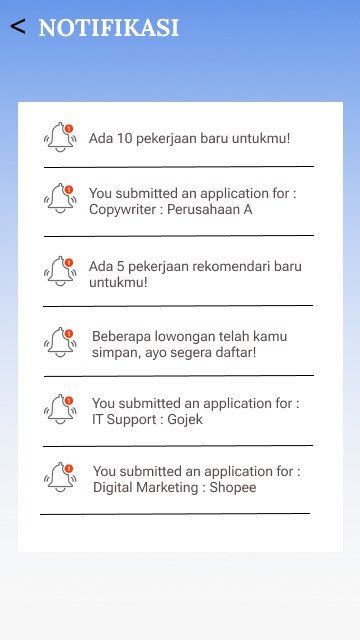 < NOTIFIKASI
Ada 10 pekerjaan baru untukmu!
You submitted an application for :
Copywriter : Perusahaan A
Ada 5 pekerjaan rekomendari baru
untukmu!
Beberapa lowongan telah kamu
simpan, ayo segera daftar!
You submitted an application for :
IT Support : Gojek
You submitted an application for :
Digital Marketing : Shopee